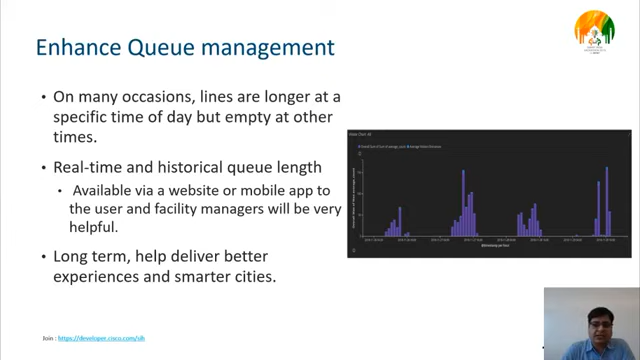 Enhance Queue management
• On many occasions, lines are longer at a
specific time of day but empty at other
times.
• Real-time and historical queue length
• Available via a website or mobile app to
the user and facility managers will be very
helpful.
• Long term, help deliver better
experiences and smarter cities.
Join : https://developer.cisco.com/sih